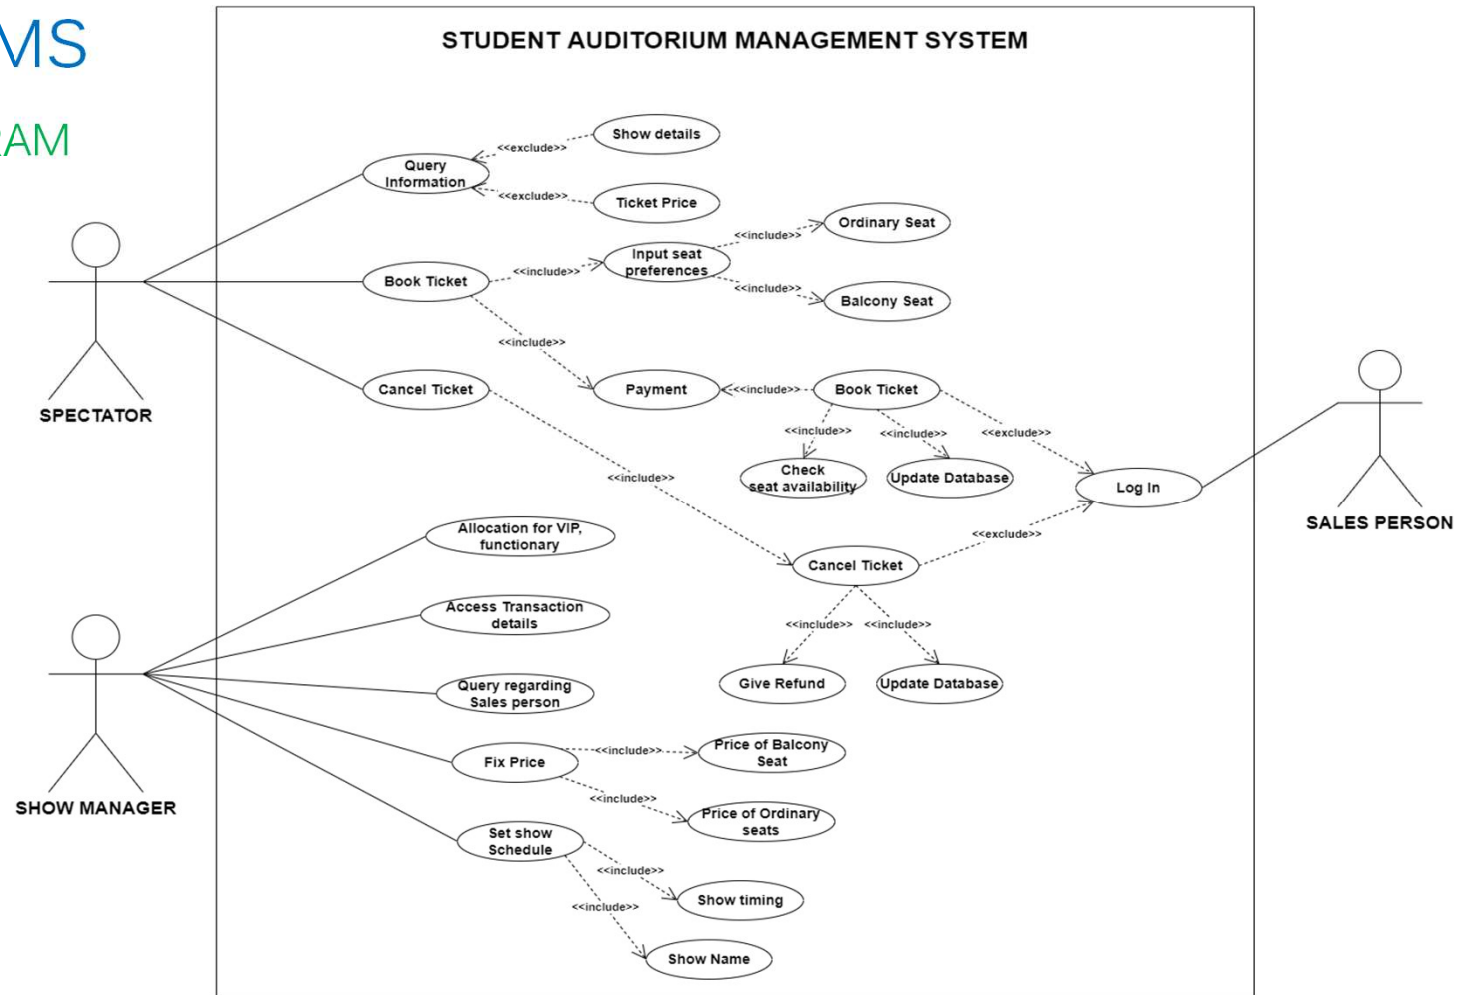 MS
RAM
STUDENT AUDITORIUM MANAGEMENT SYSTEM
Show details
<<exclude>>
Query
Information
<<exclude>>
Ticket Price
Ordinary Seat
<<include>>
Input seat
preferences
<<include>>
Book Ticket
<<include>>
Balcony Seat
<<include>>
Cancel Ticket
Payment
<<include>>
Book Ticket
SPECTATOR
<<include>>
<<include>>
<<exclude>>
Check
seat availability
Update Database
<<include>>
Log In
SALES PERSON
Allocation for VIP,
functionary
<<exclude>>
Cancel Ticket
Access Transaction
details
<<include>>
<<include>>
Query regarding
Sales person
Give Refund
Update Database
Fix Price
<<include>>
Price of Balcony
Seat
SHOW MANAGER
<<include>>
Price of Ordinary
seats
Set show
Schedule
<<include>>
Show timing
<<include>>
Show Name